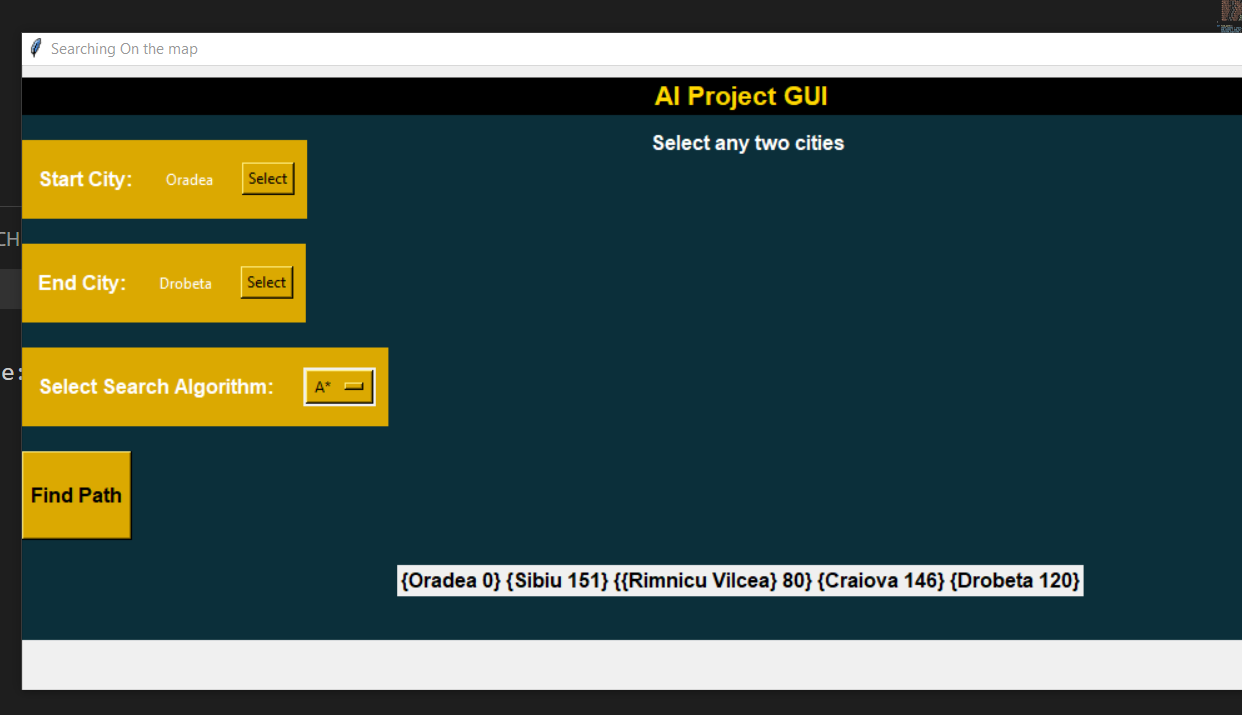 Searching On the map
AI Project GUI
Select any two cities
Start City: Oradea Select
End City: Drobeta Select
CH
Select Search Algorithm: A*
e:
Find Path
{Oradea 0} {Sibiu 151} {{Rimnicu Vilcea} 80} {Craiova 146} {Drobeta 120}